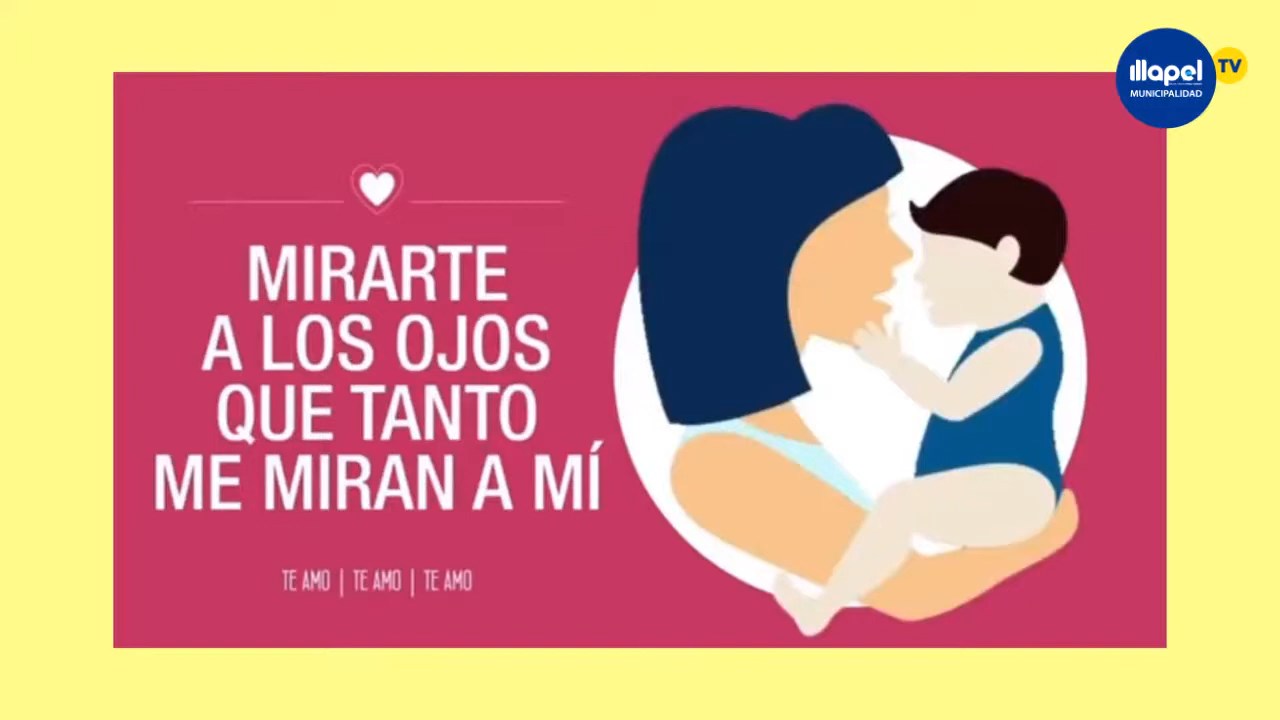 illapel
MUNICIPALIDAD
TV
MIRARTE
A LOS OJOS
QUE TANTO
ME MIRAN A MÍ
TE AMO | TE AMO | TE AMO